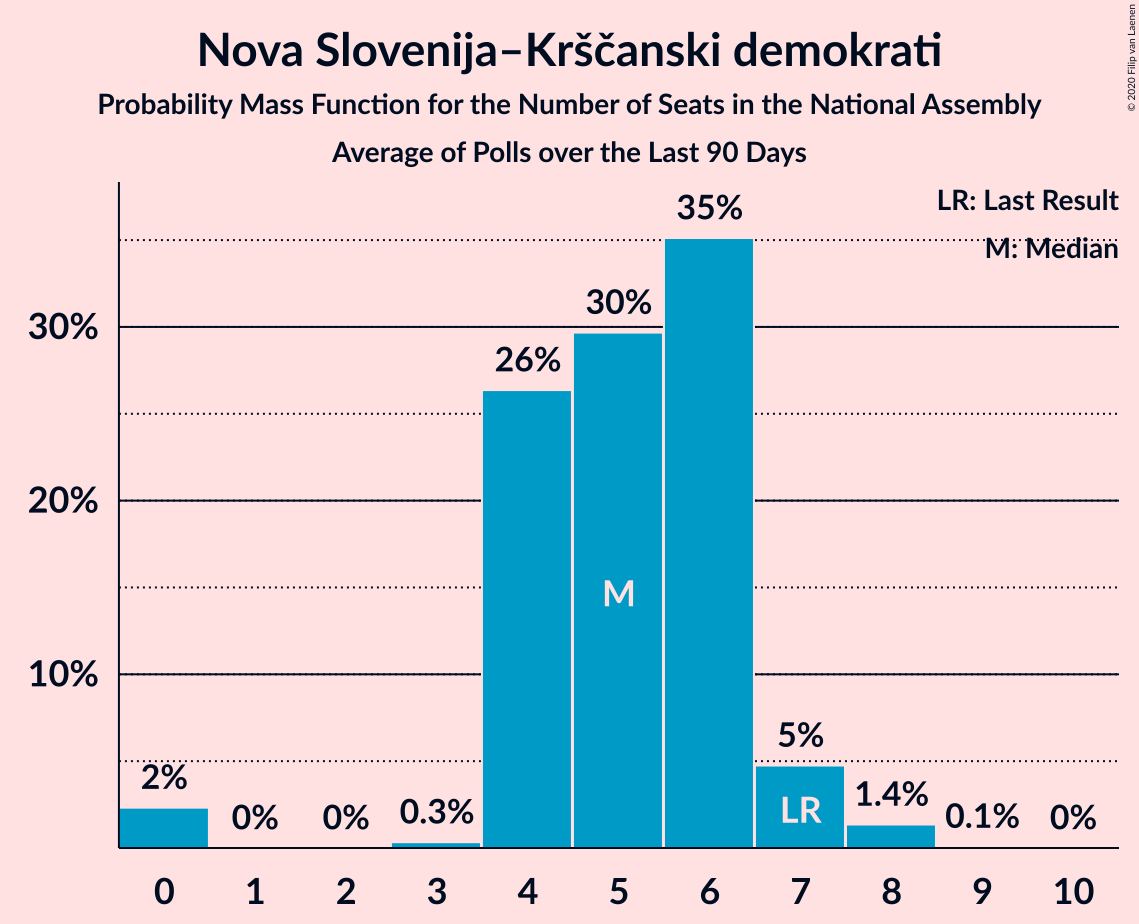 Nova Slovenija–Krščanski demokrati
Probability Mass Function for the Number of Seats in the National Assembly
Average of Polls over the Last 90 Days
© 2020 Filip van Laenen
LR: Last Result
M: Median
35%
30%
26%
30%
20%
10%
M
2%
0%
0%
0.3%
5%
LR
1.4%
0.1%
0%
0 1 2 3 4 5 6 7 8 9 10